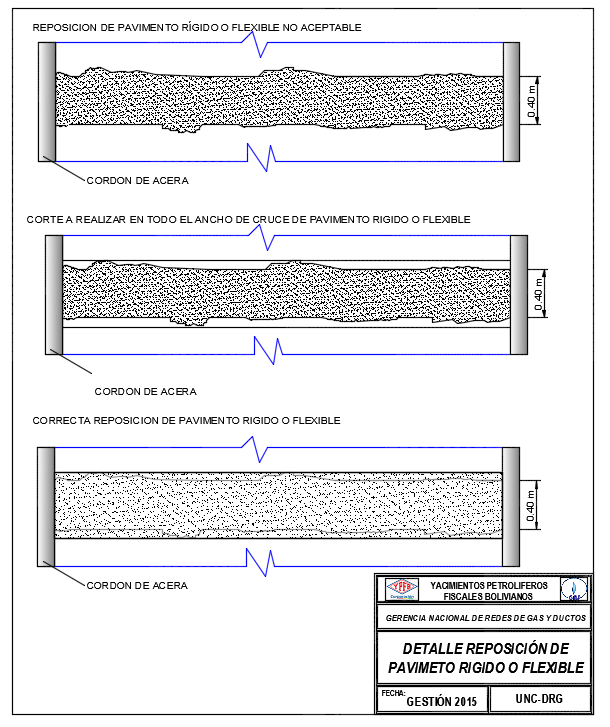 REPOSICION DE PAVIMENTO RÍGIDO O FLEXIBLE NO ACEPTABLE
0.40 m
CORDON DE ACERA
CORTE A REALIZAR EN TODO EL ANCHO DE CRUCE DE PAVIMENTO RIGIDO O FLEXIBLE
0.40 m
CORDON DE ACERA
CORRECTA REPOSICION DE PAVIMENTO RIGIDO O FLEXIBLE
0.40 m
CORDON DE ACERA
YPFB
YACIMIENTOS PETROLIFEROS
FISCALES BOLIVIANOS
GERENCIA NACIONAL DE REDES DE GAS Y DUCTOS
DETALLE REPOSICIÓN DE
PAVIMETO RIGIDO O FLEXIBLE
FECHA:
GESTIÓN 2015
UNC-DRG